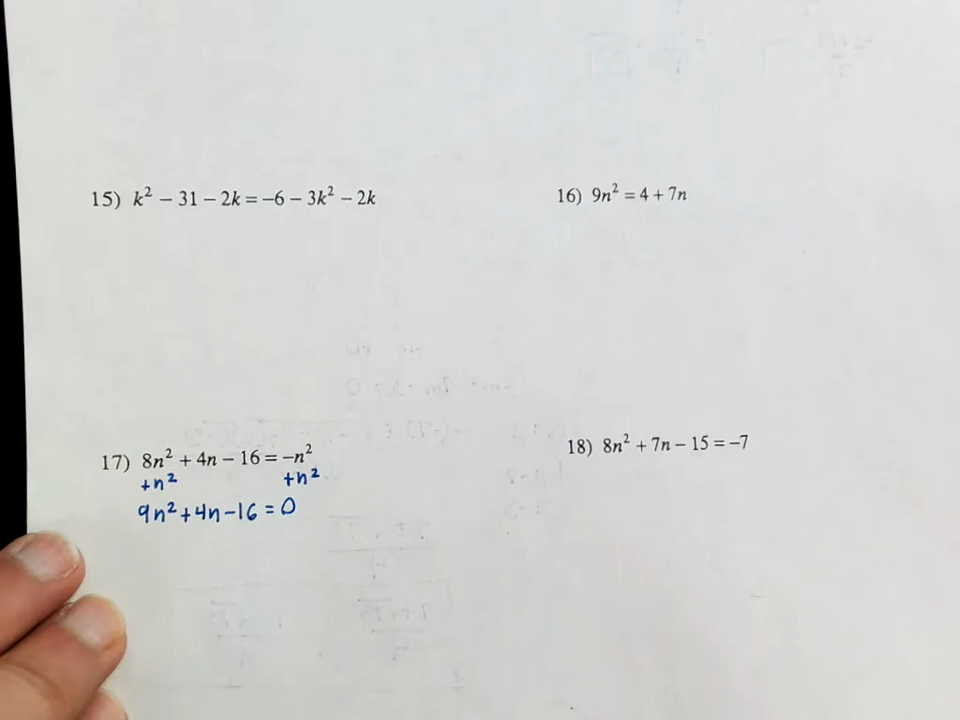 15) k² – 31 – 2k = –6 – 3k² – 2k
16) 9n² = 4 + 7n
17) 8n² + 4n – 16 = –n²
+n² +n²
9n² + 4n – 16 = 0
18) 8n² + 7n – 15 = –7